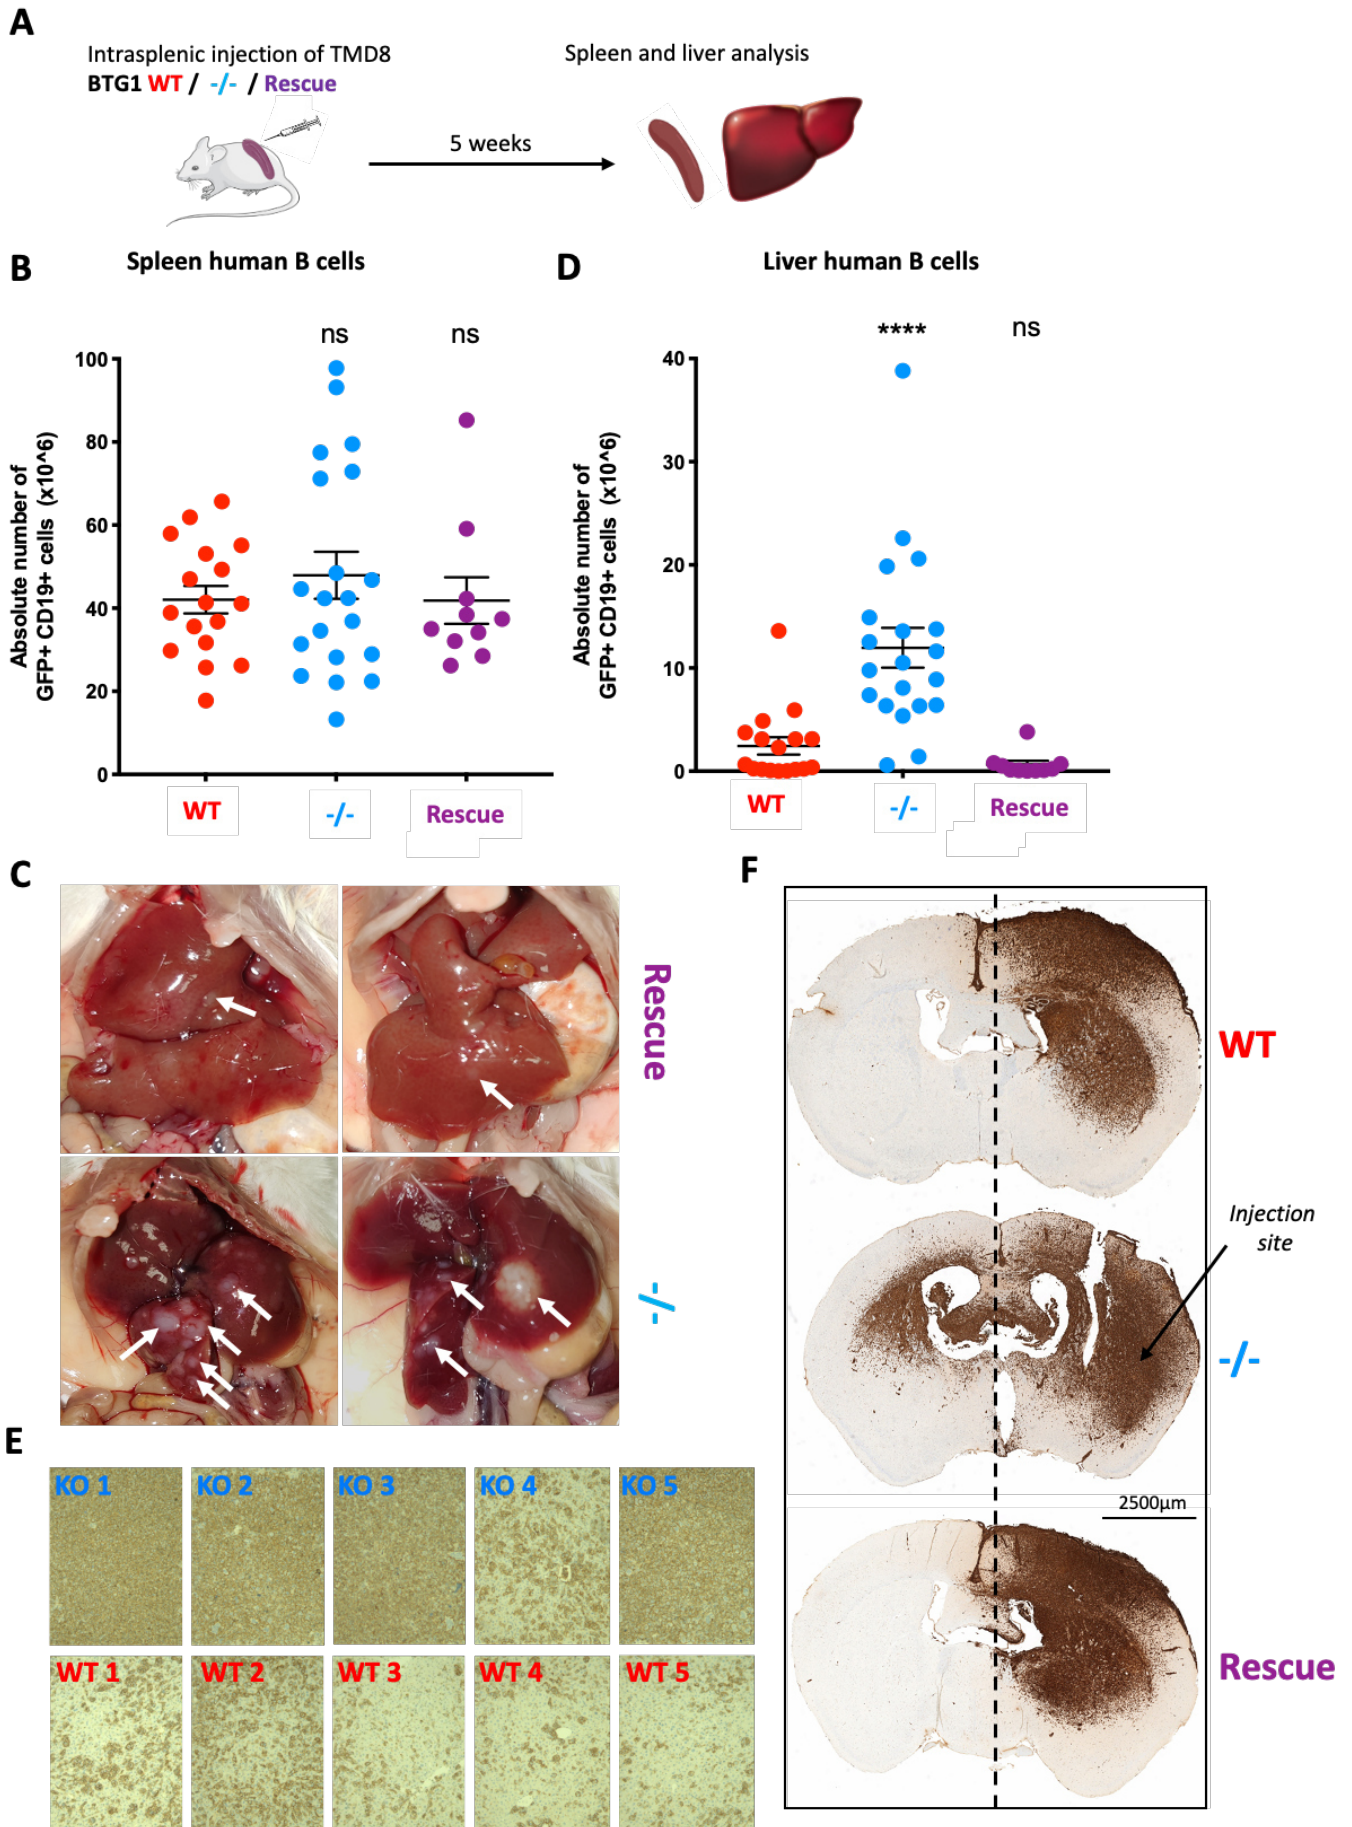 A
Intrasplenic injection of TMD8
BTG1 WT / -/- / Rescue
Spleen and liver analysis
5 weeks
B
Spleen human B cells
ns
ns
Absolute number of
GFP+ CD19+ cells (x10^6)
100
80
60
40
20
0
WT
-/-
Rescue
D
Liver human B cells
****
ns
Absolute number of
GFP+ CD19+ cells (x10^6)
40
30
20
10
0
WT
-/-
Rescue
C
Rescue
-/-
E
KO 1
KO 2
KO 3
KO 4
KO 5
WT 1
WT 2
WT 3
WT 4
WT 5
F
WT
Injection
site
-/-
2500µm
Rescue